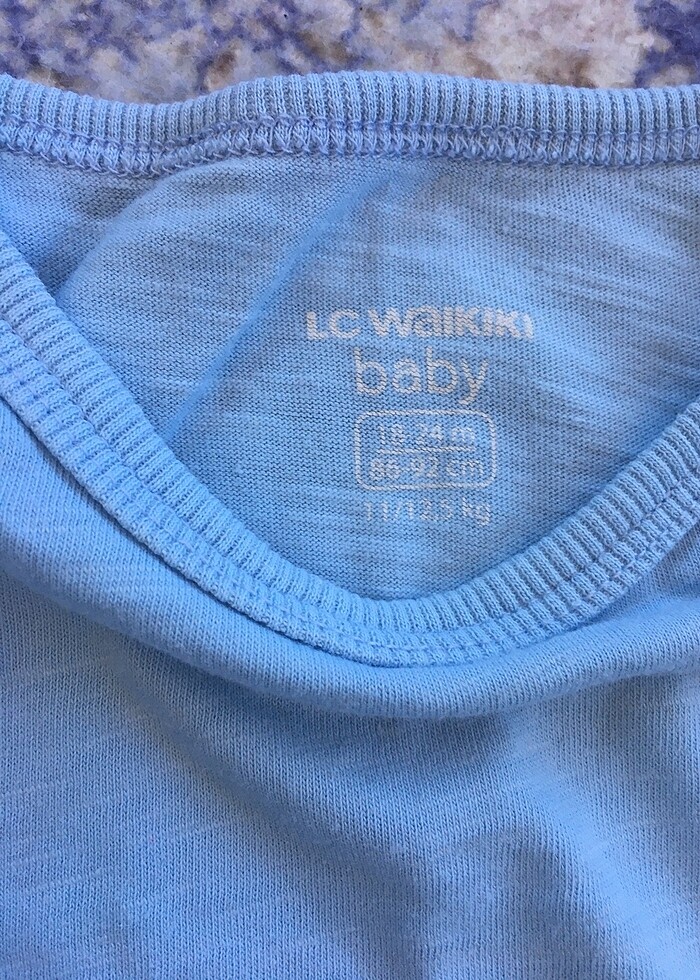 LC WAIKIKI
baby
18-24 m
86-92 cm
11/12,5 kg